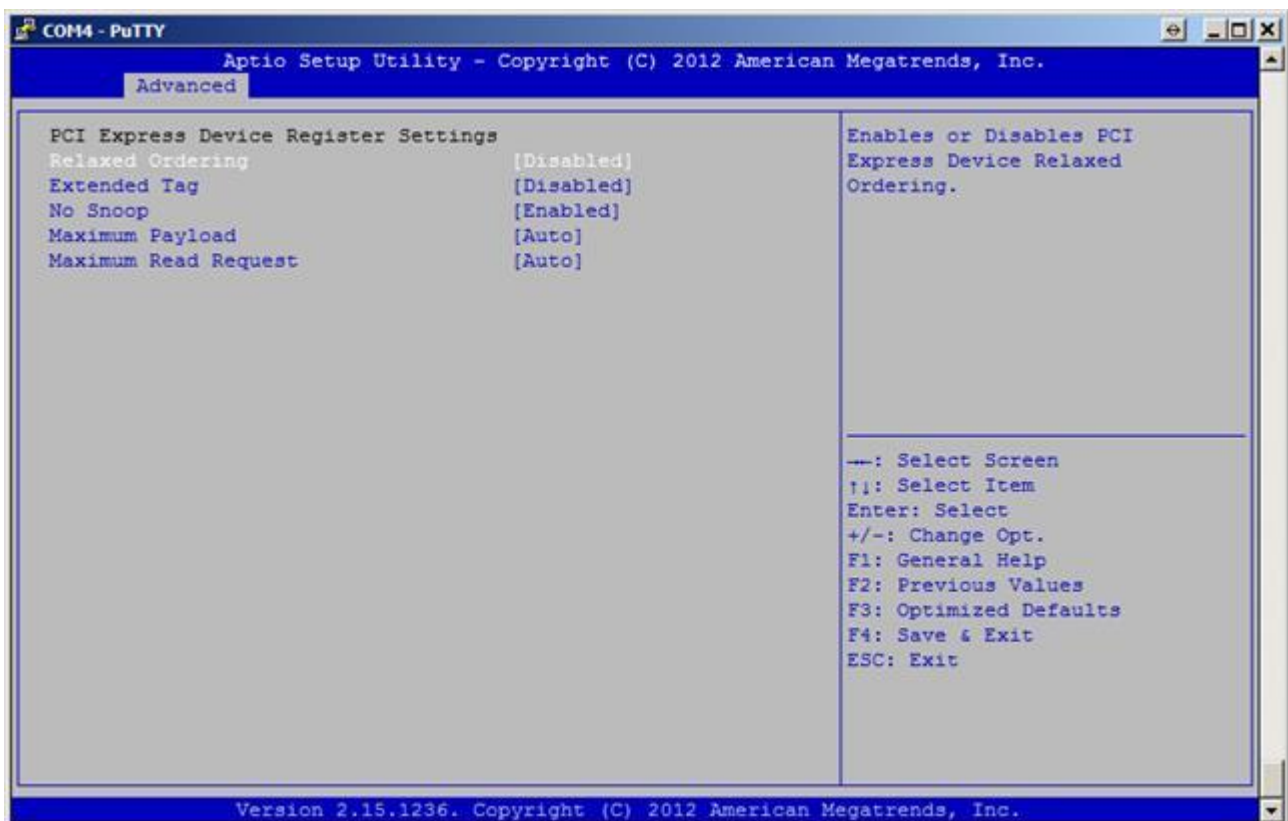 COM4 - PuTTY
Aptio Setup Utility - Copyright (C) 2012 American Megatrends, Inc.
Advanced
PCI Express Device Register Settings
Relaxed Ordering [Disabled]
Extended Tag [Disabled]
No Snoop [Enabled]
Maximum Payload [Auto]
Maximum Read Request [Auto]
Enables or Disables PCI
Express Device Relaxed
Ordering.
→←: Select Screen
↑↓: Select Item
Enter: Select
+/-: Change Opt.
F1: General Help
F2: Previous Values
F3: Optimized Defaults
F4: Save & Exit
ESC: Exit
Version 2.15.1236. Copyright (C) 2012 American Megatrends, Inc.